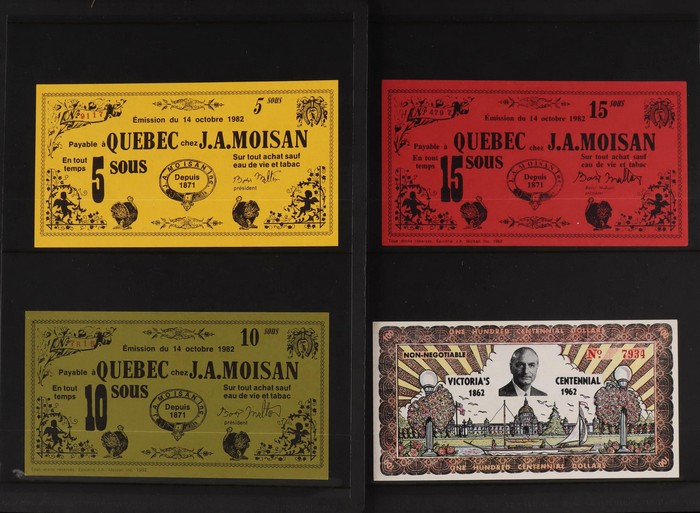 9117
5 sous
Émission du 14 octobre 1982
Payable à QUEBEC chez J.A.MOISAN
En tout temps
5 sous
J.A.MOISAN INC.
Depuis 1871
Sur tout achat sauf
eau de vie et tabac
président
15 sous
Émission du 14 octobre 1982
Payable à QUEBEC chez J.A.MOISAN
En tout temps
15 sous
J.A.MOISAN INC.
Depuis 1871
Sur tout achat sauf
eau de vie et tabac
président
10 sous
Émission du 14 octobre 1982
Payable à QUEBEC chez J.A.MOISAN
En tout temps
10 sous
J.A.MOISAN INC.
Depuis 1871
Sur tout achat sauf
eau de vie et tabac
président
ONE HUNDRED CENTENNIAL DOLLARS
NON-NEGOTIABLE
No 7934
VICTORIA'S CENTENNIAL
1862 1962
ONE HUNDRED CENTENNIAL DOLLARS